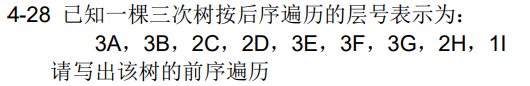 4-28 已知一棵三次树按后序遍历的层号表示为：
3A，3B，2C，2D，3E，3F，3G，2H，1I
请写出该树的前序遍历